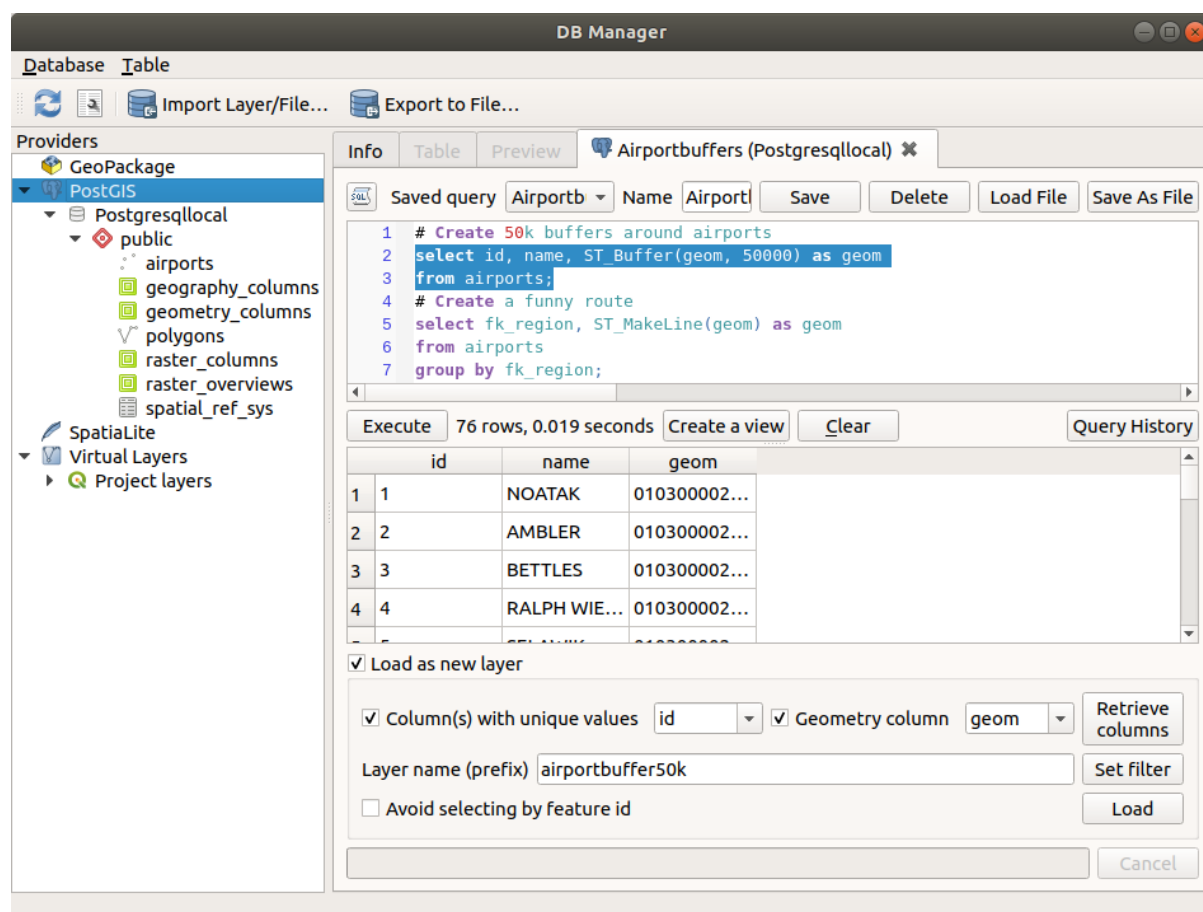 DB Manager
Database Table
Import Layer/File... Export to File...
Providers
GeoPackage
PostGIS
Postgresqllocal
public
airports
geography_columns
geometry_columns
polygons
raster_columns
raster_overviews
spatial_ref_sys
SpatiaLite
Virtual Layers
Project layers
Info Table Preview Airportbuffers (Postgresqllocal)
SQL Saved query Airportb Name Airportl Save Delete Load File Save As File
1 # Create 50k buffers around airports
2 select id, name, ST_Buffer(geom, 50000) as geom
3 from airports;
4 # Create a funny route
5 select fk_region, ST_MakeLine(geom) as geom
6 from airports
7 group by fk_region;
Execute 76 rows, 0.019 seconds Create a view Clear Query History
id name geom
1 1 NOATAK 010300002...
2 2 AMBLER 010300002...
3 3 BETTLES 010300002...
4 4 RALPH WIE... 010300002...
Load as new layer
Column(s) with unique values id Geometry column geom Retrieve columns
Layer name (prefix) airportbuffer50k Set filter
Avoid selecting by feature id Load
Cancel